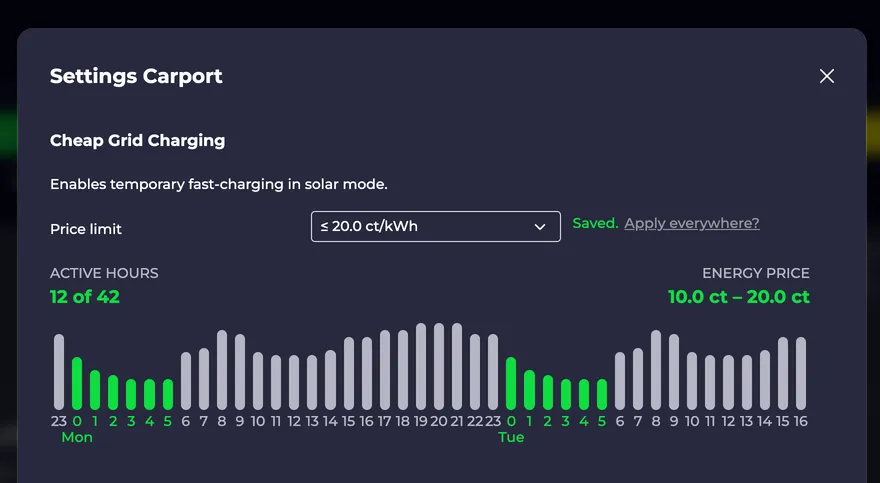 Settings Carport
Cheap Grid Charging
Enables temporary fast-charging in solar mode.
Price limit ≤ 20.0 ct/kWh Saved. Apply everywhere?
ACTIVE HOURS ENERGY PRICE
12 of 42 10.0 ct – 20.0 ct
23 0 1 2 3 4 5 6 7 8 9 10 11 12 13 14 15 16 17 18 19 20 21 22 23 0 1 2 3 4 5 6 7 8 9 10 11 12 13 14 15 16
Mon Tue